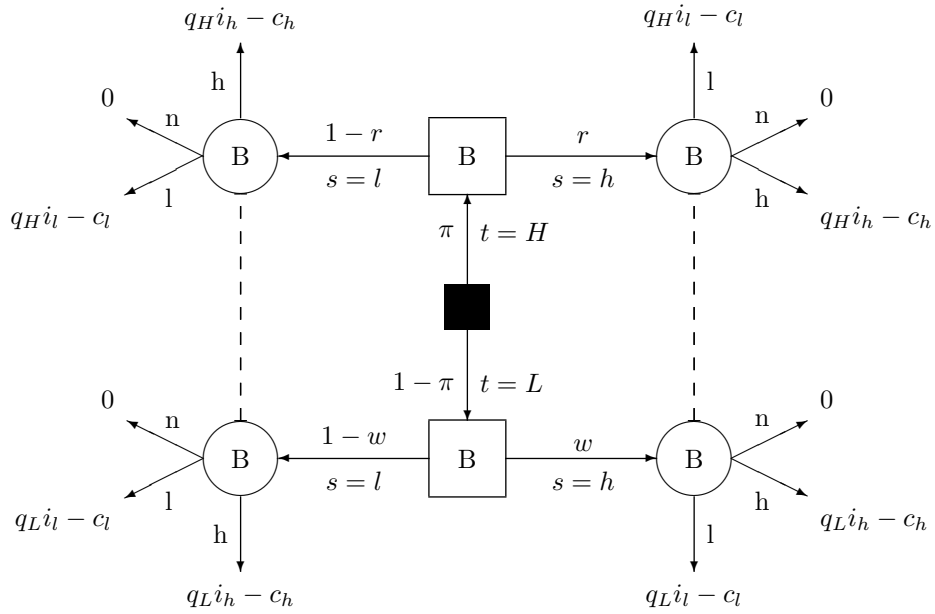 q_H i_h − c_h q_H i_l − c_l
h l
0 n n 0
B 1 − r B r B
s = l s = h
l h
q_H i_l − c_l q_H i_h − c_h
π t = H
1 − π t = L
0 n n 0
B 1 − w B w B
s = l s = h
l h
q_L i_l − c_l q_L i_h − c_h
h l
q_L i_h − c_h q_L i_l − c_l